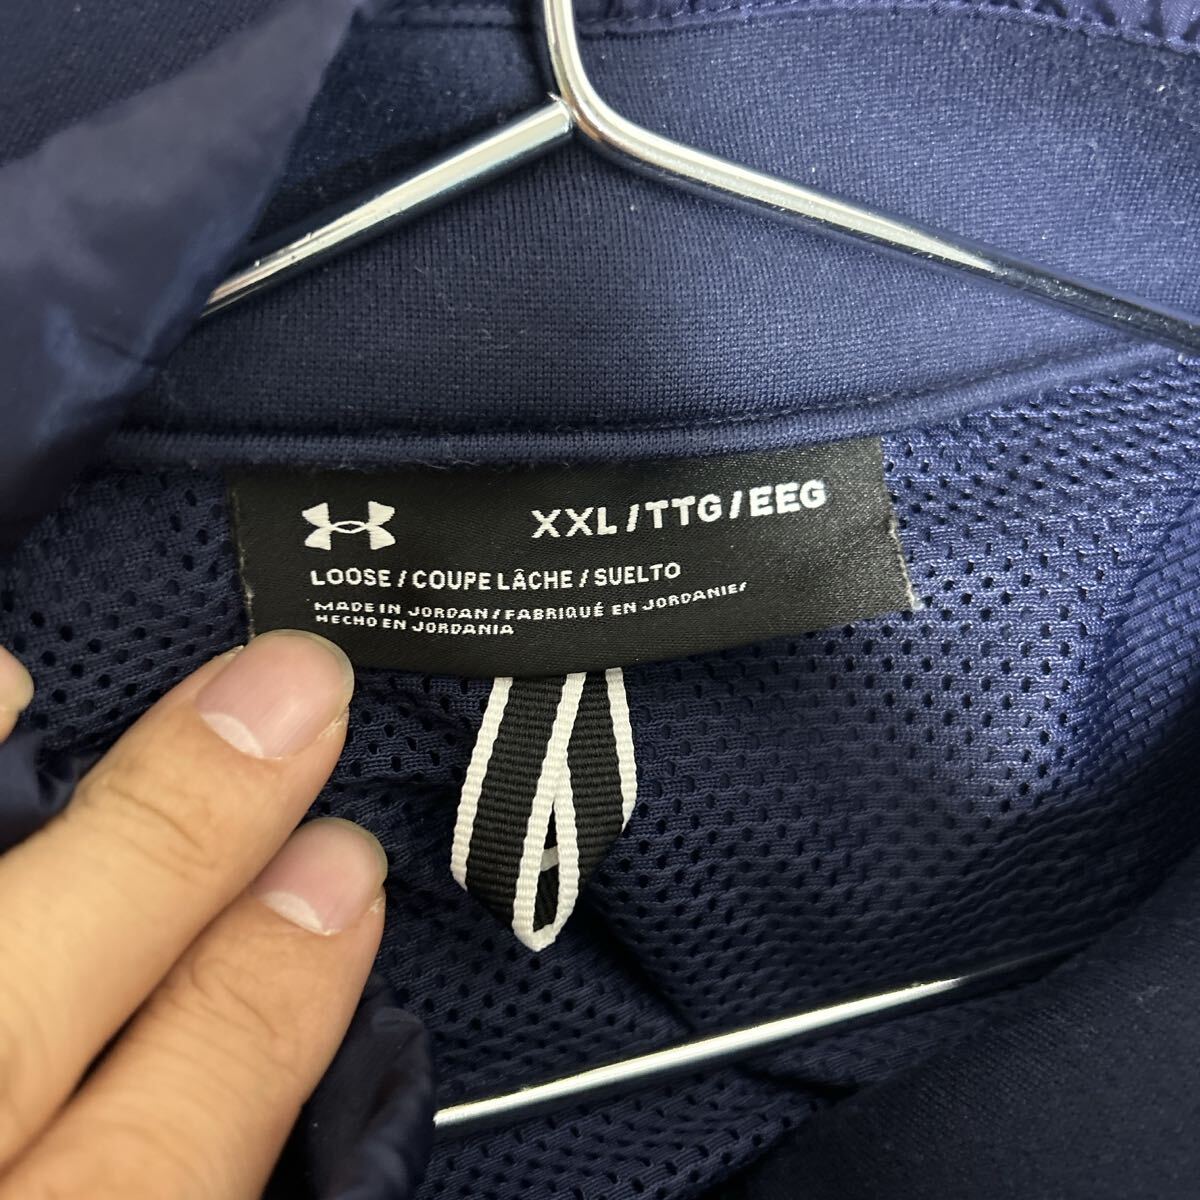 XXL/TTG/EEG
LOOSE / COUPE LÂCHE / SUELTO
MADE IN JORDAN/FABRIQUÉ EN JORDANIE/
HECHO EN JORDANIA